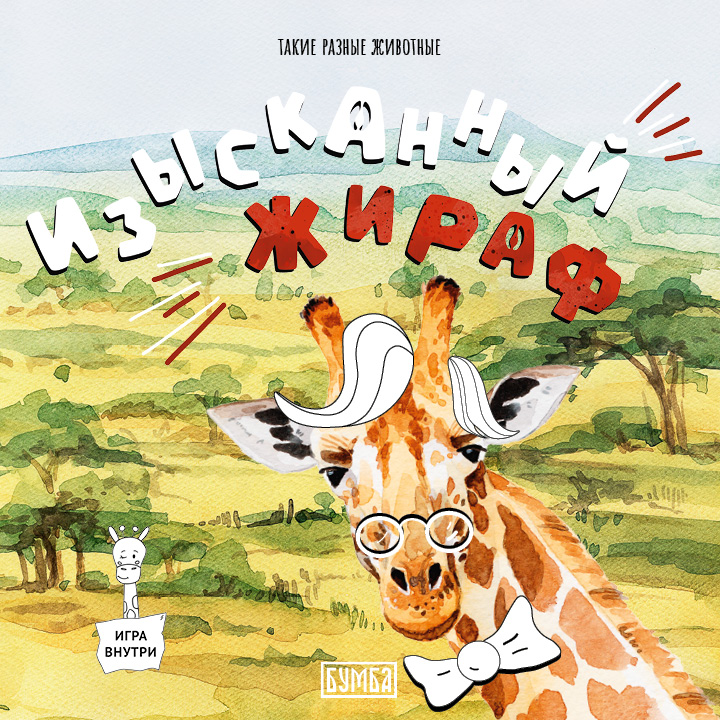 ТАКИЕ РАЗНЫЕ ЖИВОТНЫЕ
ИЗЫСКАННЫЙ
ЖИРАФ
ИГРА
ВНУТРИ
БУМБА